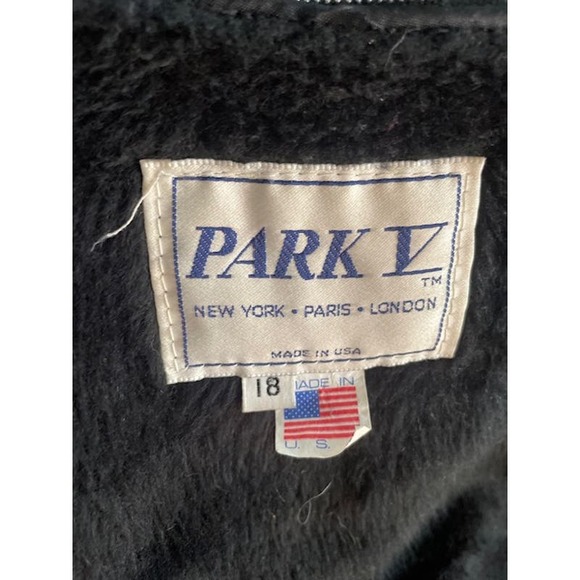 PARK V
TM
NEW YORK • PARIS • LONDON
MADE IN USA
18
MADE IN
U. S.